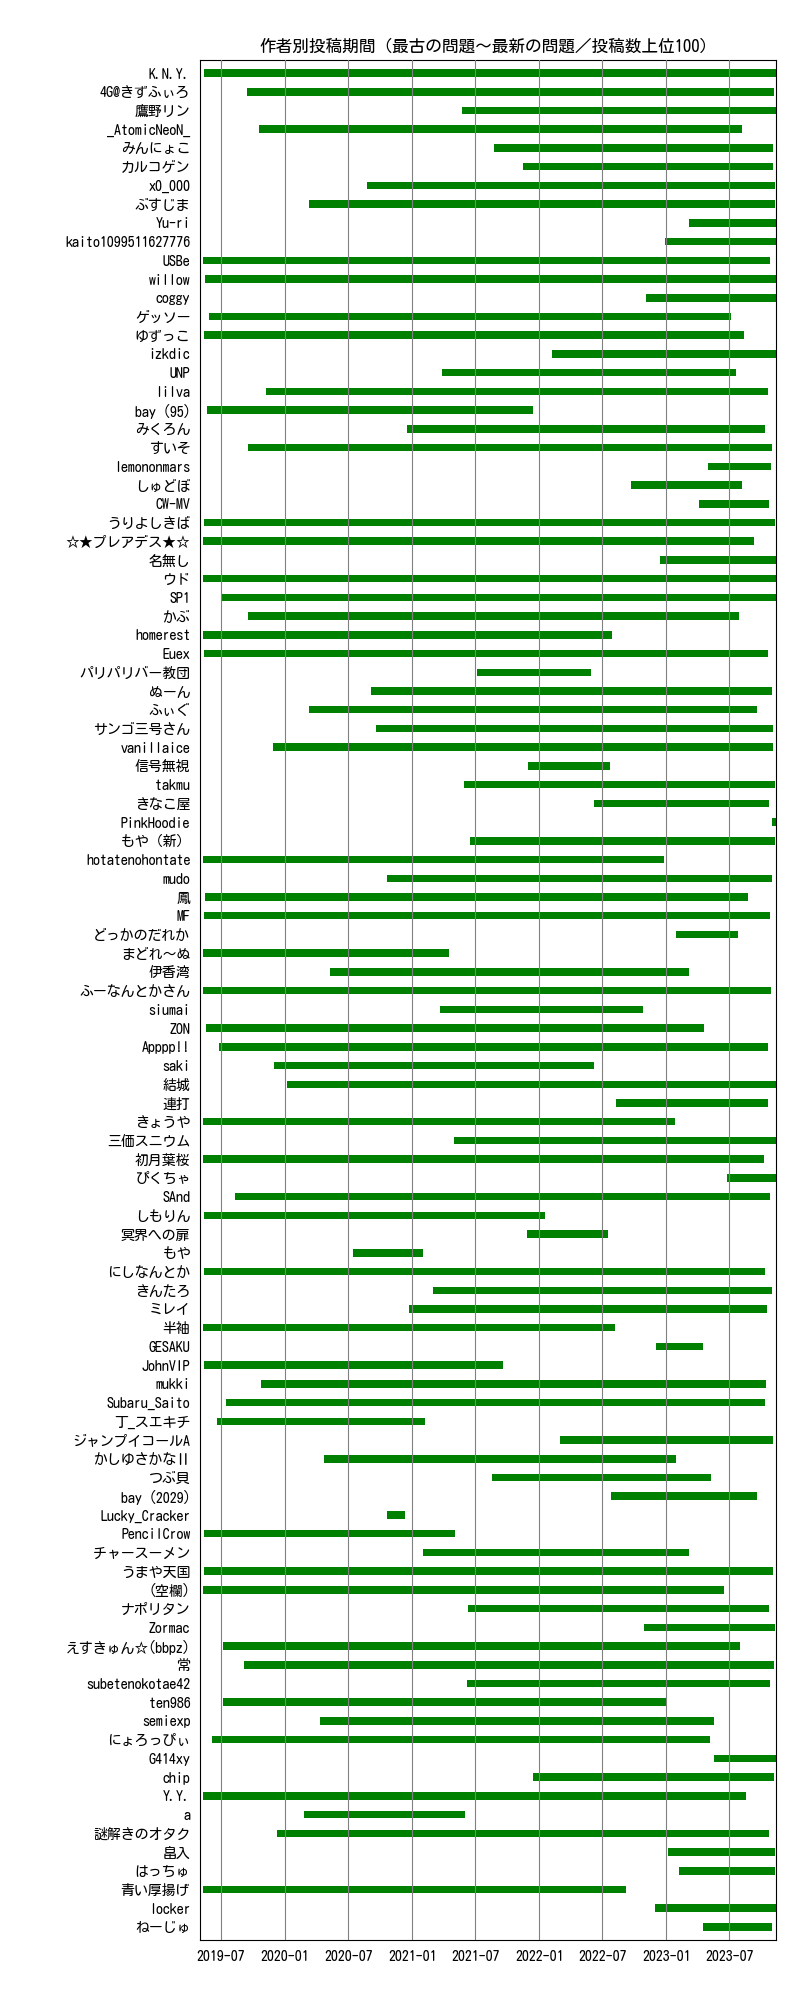 作者別投稿期間（最古の問題～最新の問題／投稿数上位100）
K.N.Y.
4G@きずふぃろ
鷹野リン
_AtomicNeoN_
みんにょこ
カルコゲン
x0_000
ぶすじま
Yu-ri
kaito1099511627776
USBe
willow
coggy
ゲッソー
ゆずっこ
izkdic
UNP
lilva
bay (95)
みくろん
すいそ
lemononmars
しゅどぼ
CW-MV
うりよしきば
☆★プレアデス★☆
名無し
ウド
SP1
かぶ
homerest
Euex
パリパリバー教団
ぬーん
ふぃぐ
サンゴ三号さん
vanillaice
信号無視
takmu
きなこ屋
PinkHoodie
もや（新）
hotatenohontate
mudo
鳳
MF
どっかのだれか
まどれ～ぬ
伊香湾
ふーなんとかさん
siumai
ZON
Appppll
saki
結城
連打
きょうや
三価スニウム
初月葉桜
ぴくちゃ
SAnd
しもりん
冥界への扉
もや
にしなんとか
きんたろ
ミレイ
半袖
GESAKU
JohnVIP
mukki
Subaru_Saito
丁_スエキチ
ジャンプイコールA
かしゆさかなⅡ
つぶ貝
bay (2029)
Lucky_Cracker
PencilCrow
チャースーメン
うまや天国
(空欄)
ナポリタン
Zormac
えすきゅん☆(bbpz)
常
subetenokotae42
ten986
semiexp
にょろっぴぃ
G414xy
chip
Y.Y.
a
謎解きのオタク
畠入
はっちゅ
青い厚揚げ
locker
ねーじゅ
2019-07 2020-01 2020-07 2021-01 2021-07 2022-01 2022-07 2023-01 2023-07